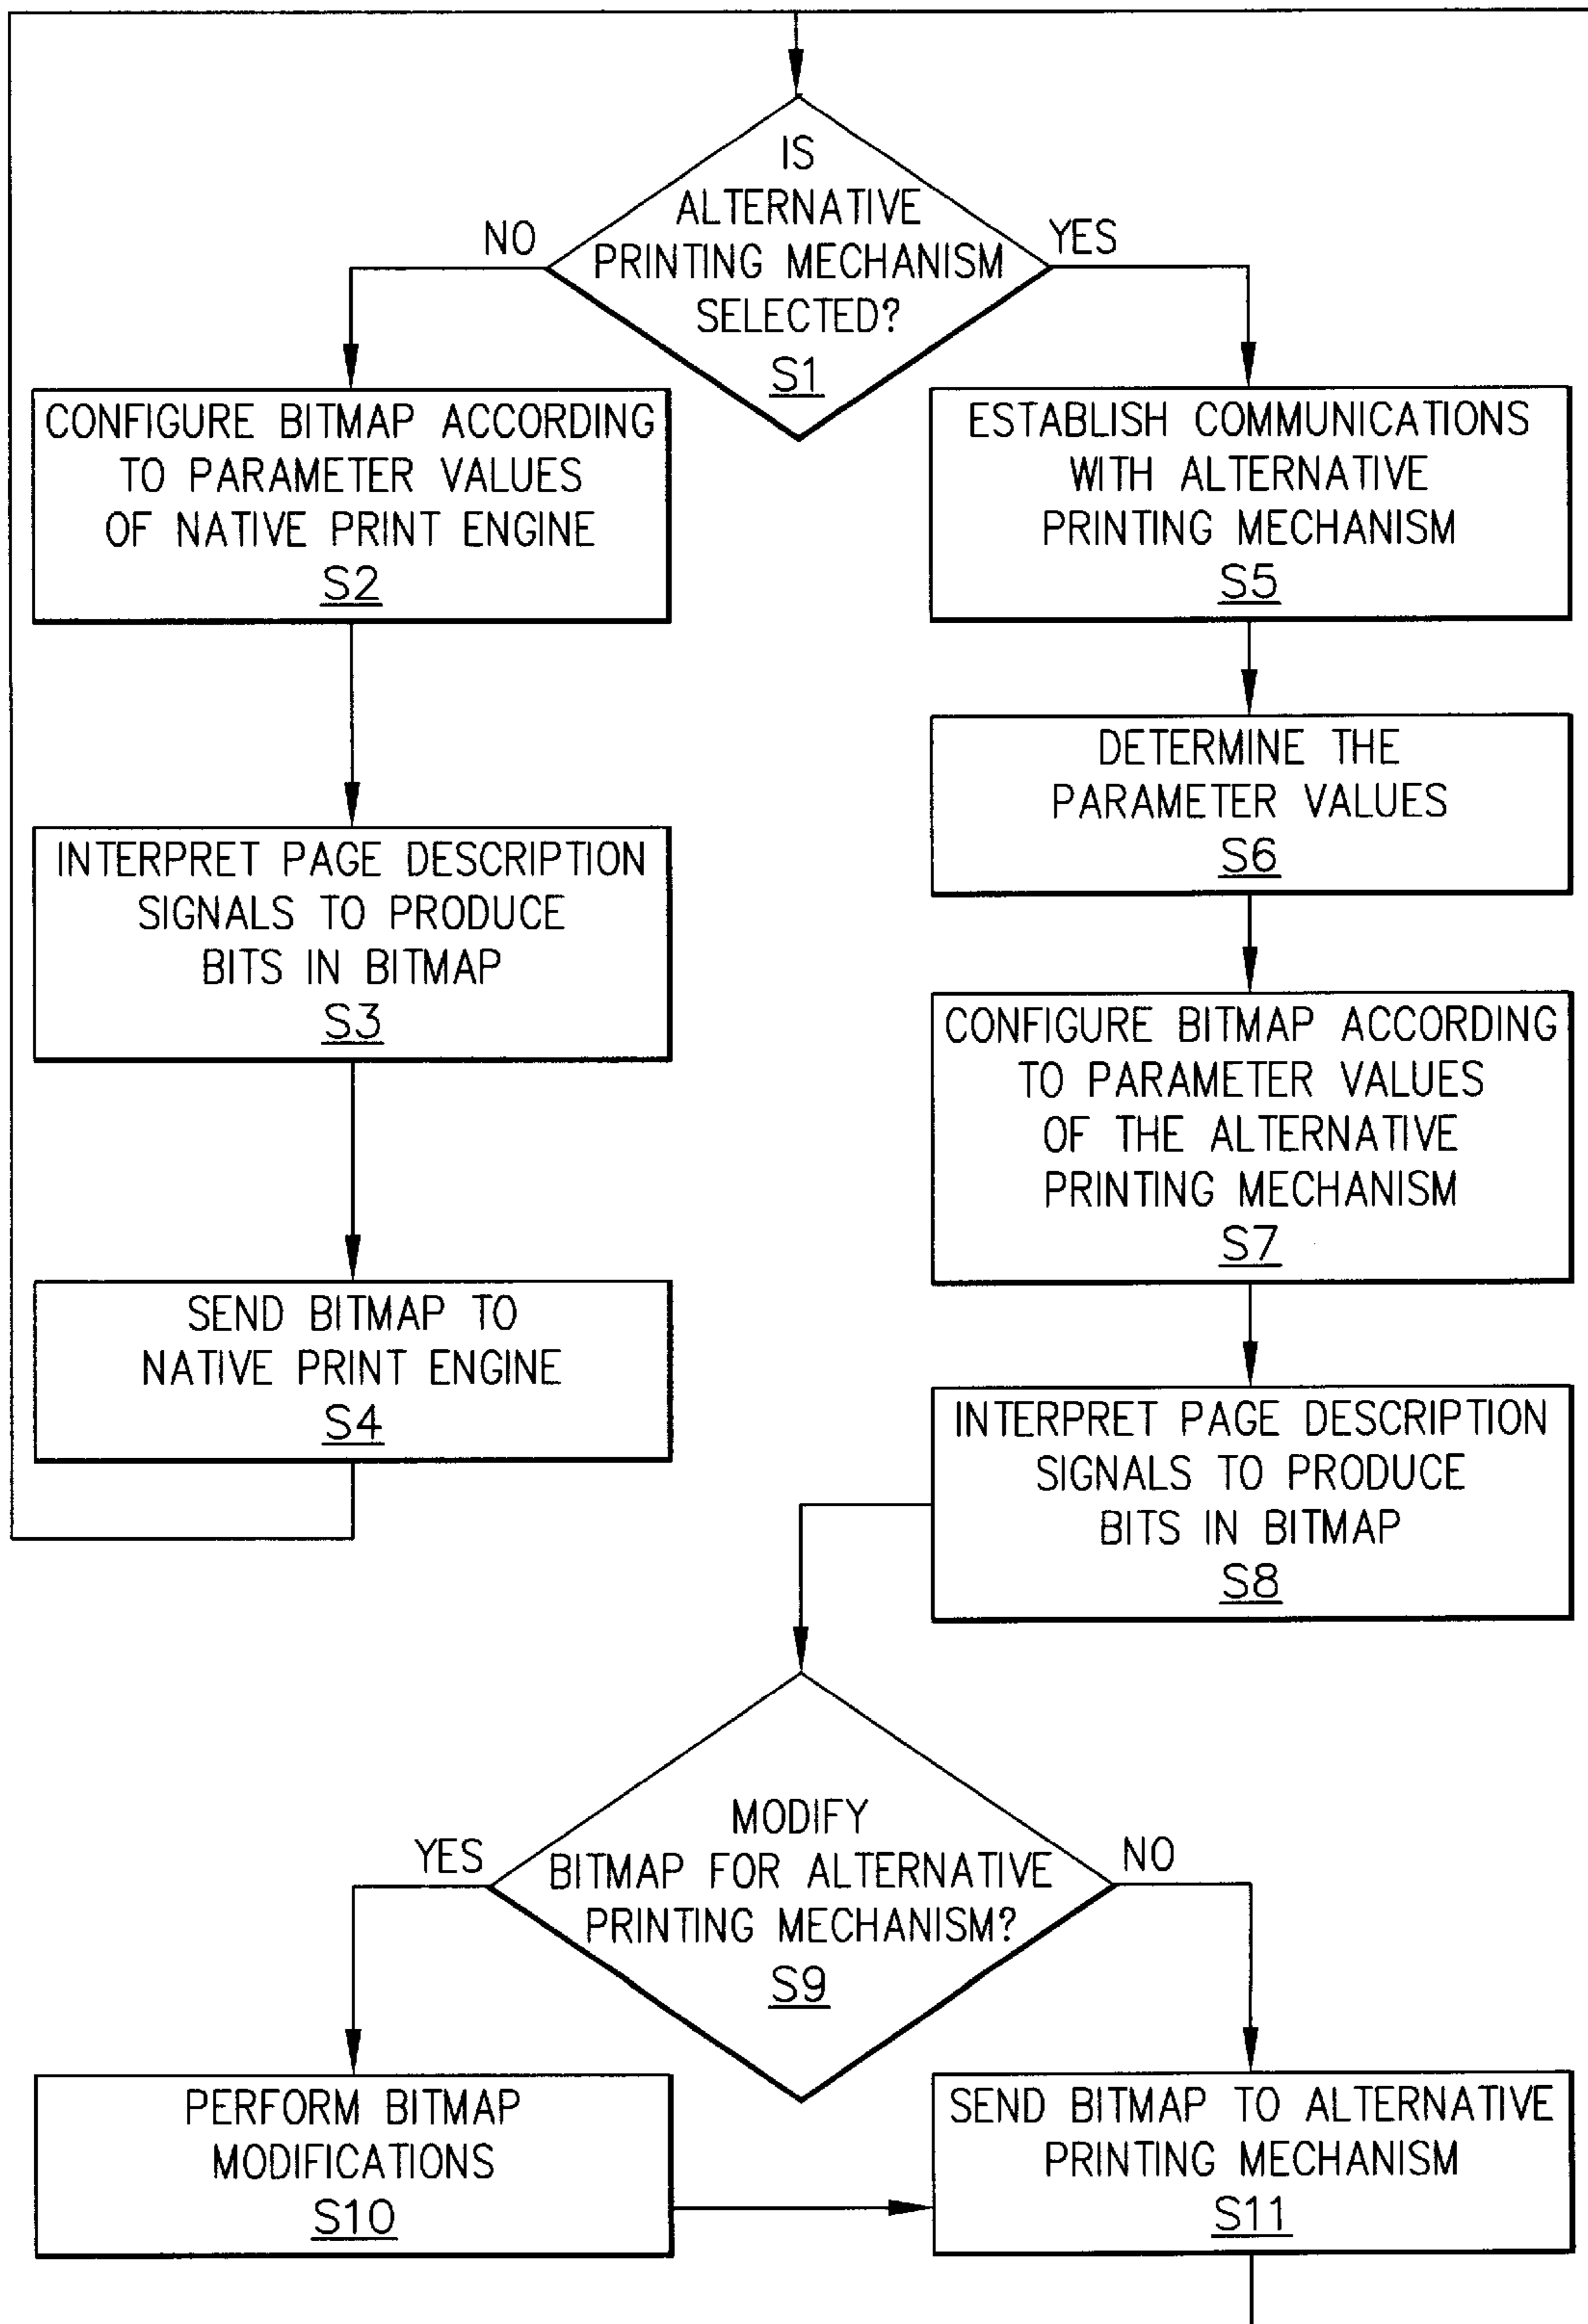 IS
ALTERNATIVE
PRINTING MECHANISM
SELECTED?
S1
NO
YES
CONFIGURE BITMAP ACCORDING
TO PARAMETER VALUES
OF NATIVE PRINT ENGINE
S2
INTERPRET PAGE DESCRIPTION
SIGNALS TO PRODUCE
BITS IN BITMAP
S3
SEND BITMAP TO
NATIVE PRINT ENGINE
S4
ESTABLISH COMMUNICATIONS
WITH ALTERNATIVE
PRINTING MECHANISM
S5
DETERMINE THE
PARAMETER VALUES
S6
CONFIGURE BITMAP ACCORDING
TO PARAMETER VALUES
OF THE ALTERNATIVE
PRINTING MECHANISM
S7
INTERPRET PAGE DESCRIPTION
SIGNALS TO PRODUCE
BITS IN BITMAP
S8
MODIFY
BITMAP FOR ALTERNATIVE
PRINTING MECHANISM?
S9
YES
NO
PERFORM BITMAP
MODIFICATIONS
S10
SEND BITMAP TO ALTERNATIVE
PRINTING MECHANISM
S11